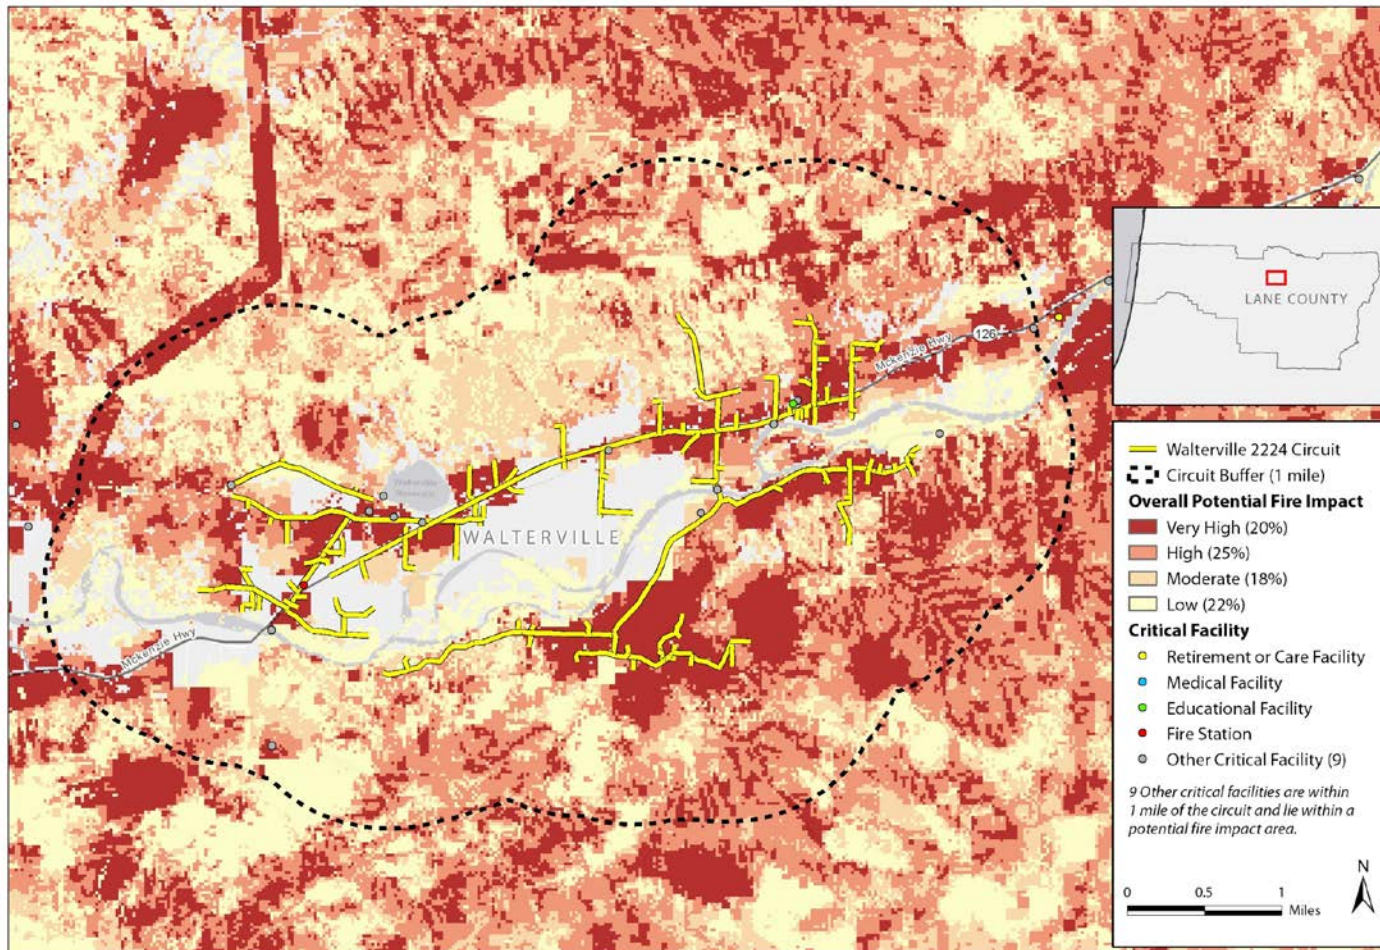 LANE COUNTY
126
Mckenzie Hwy
Walterville
WALTERVILLE
Mckenzie Hwy
Walterville 2224 Circuit
Circuit Buffer (1 mile)
Overall Potential Fire Impact
Very High (20%)
High (25%)
Moderate (18%)
Low (22%)
Critical Facility
Retirement or Care Facility
Medical Facility
Educational Facility
Fire Station
Other Critical Facility (9)
9 Other critical facilities are within
1 mile of the circuit and lie within a
potential fire impact area.
N
0 0.5 1
Miles